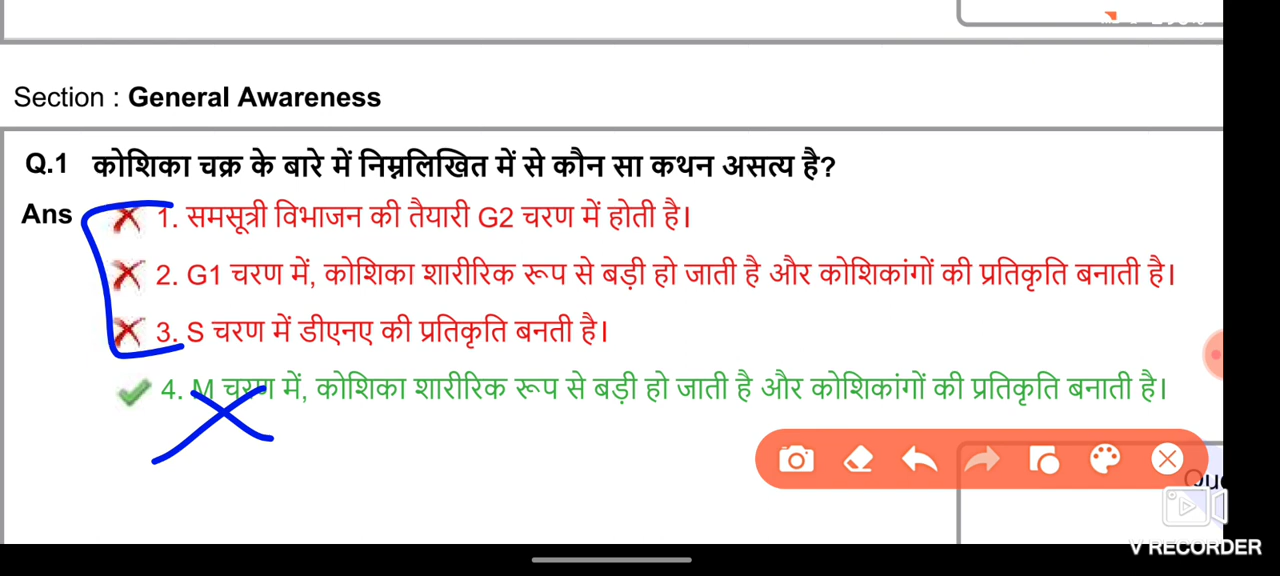 Section : General Awareness
Q.1 कोशिका चक्र के बारे में निम्नलिखित में से कौन सा कथन असत्य है?
Ans 1. समसूत्री विभाजन की तैयारी G2 चरण में होती है।
2. G1 चरण में, कोशिका शारीरिक रूप से बड़ी हो जाती है और कोशिकांगों की प्रतिकृति बनाती है।
3. S चरण में डीएनए की प्रतिकृति बनती है।
4. M चरण में, कोशिका शारीरिक रूप से बड़ी हो जाती है और कोशिकांगों की प्रतिकृति बनाती है।
V RECORDER